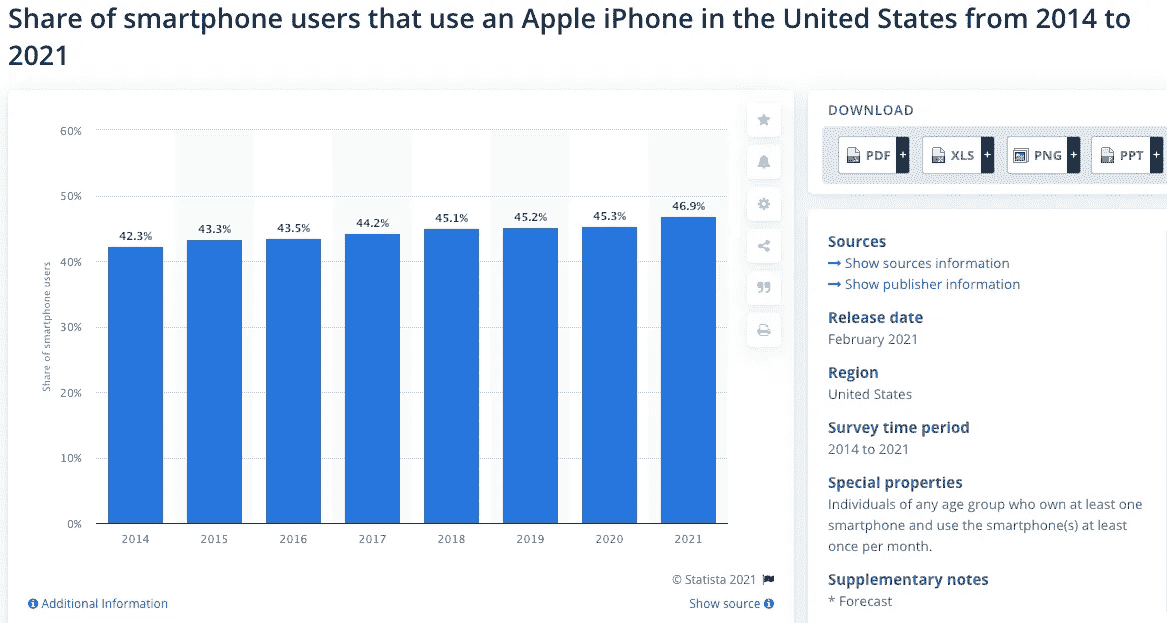 Share of smartphone users that use an Apple iPhone in the United States from 2014 to
2021
Share of smartphone users
60%
50%
40%
30%
20%
10%
0%
42.3%
43.3%
43.5%
44.2%
45.1%
45.2%
45.3%
46.9%
2014
2015
2016
2017
2018
2019
2020
2021
© Statista 2021
Additional Information
Show source
DOWNLOAD
PDF +
XLS +
PNG +
PPT +
Sources
Show sources information
Show publisher information
Release date
February 2021
Region
United States
Survey time period
2014 to 2021
Special properties
Individuals of any age group who own at least one
smartphone and use the smartphone(s) at least
once per month.
Supplementary notes
* Forecast